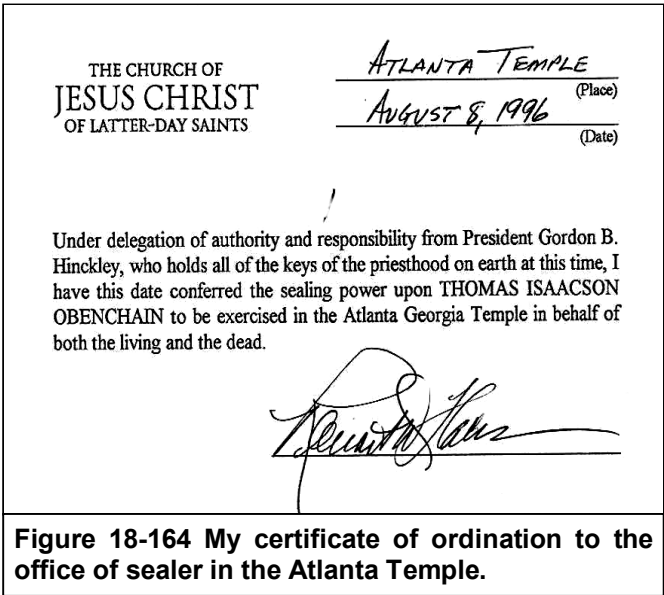 THE CHURCH OF
JESUS CHRIST
OF LATTER-DAY SAINTS
ATLANTA TEMPLE
(Place)
AUGUST 8, 1996
(Date)
Under delegation of authority and responsibility from President Gordon B.
Hinckley, who holds all of the keys of the priesthood on earth at this time, I
have this date conferred the sealing power upon THOMAS ISAACSON
OBENCHAIN to be exercised in the Atlanta Georgia Temple in behalf of
both the living and the dead.
Figure 18-164 My certificate of ordination to the
office of sealer in the Atlanta Temple.